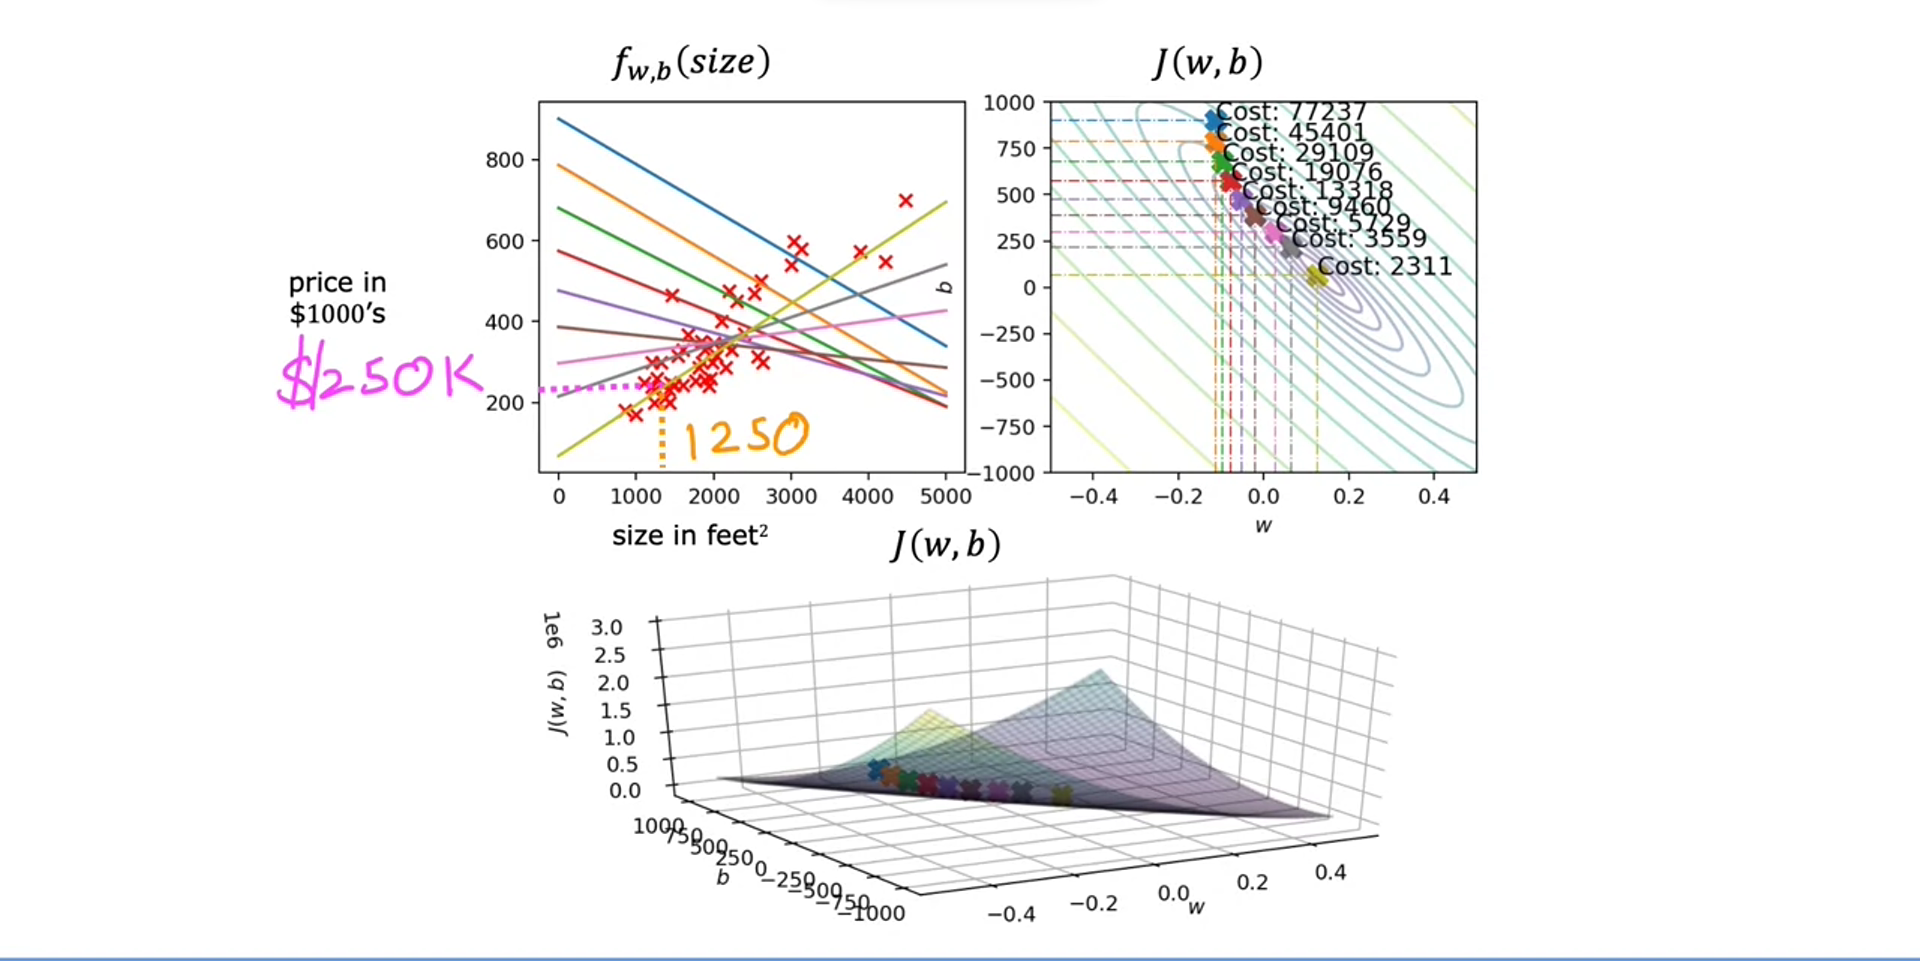 f_{w,b}(size)
800
600
400
200
price in
$1000's
$250K
1250
0 1000 2000 3000 4000 5000
size in feet²
J(w,b)
1000
750
500
250
0
−250
−500
−750
−1000
b
Cost: 77237
Cost: 45401
Cost: 29109
Cost: 19076
Cost: 13318
Cost: 9460
Cost: 5729
Cost: 3559
Cost: 2311
−0.4 −0.2 0.0 0.2 0.4
w
J(w,b)
1e6
J(w,b)
3.0
2.5
2.0
1.5
1.0
0.5
0.0
1000
750
500
250
0
−250
−500
−750
−1000
b
−0.4 −0.2 0.0 0.2 0.4
w